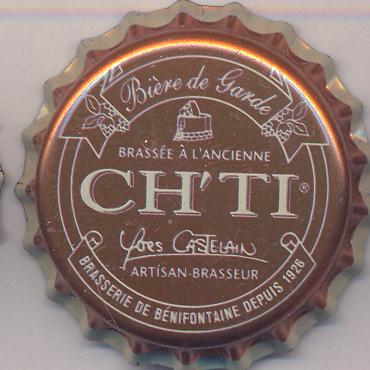 Bière de Garde
BRASSÉE À L'ANCIENNE
CH'TI®
Yves CASTELAIN
ARTISAN-BRASSEUR
BRASSERIE DE BÉNIFONTAINE DEPUIS 1926